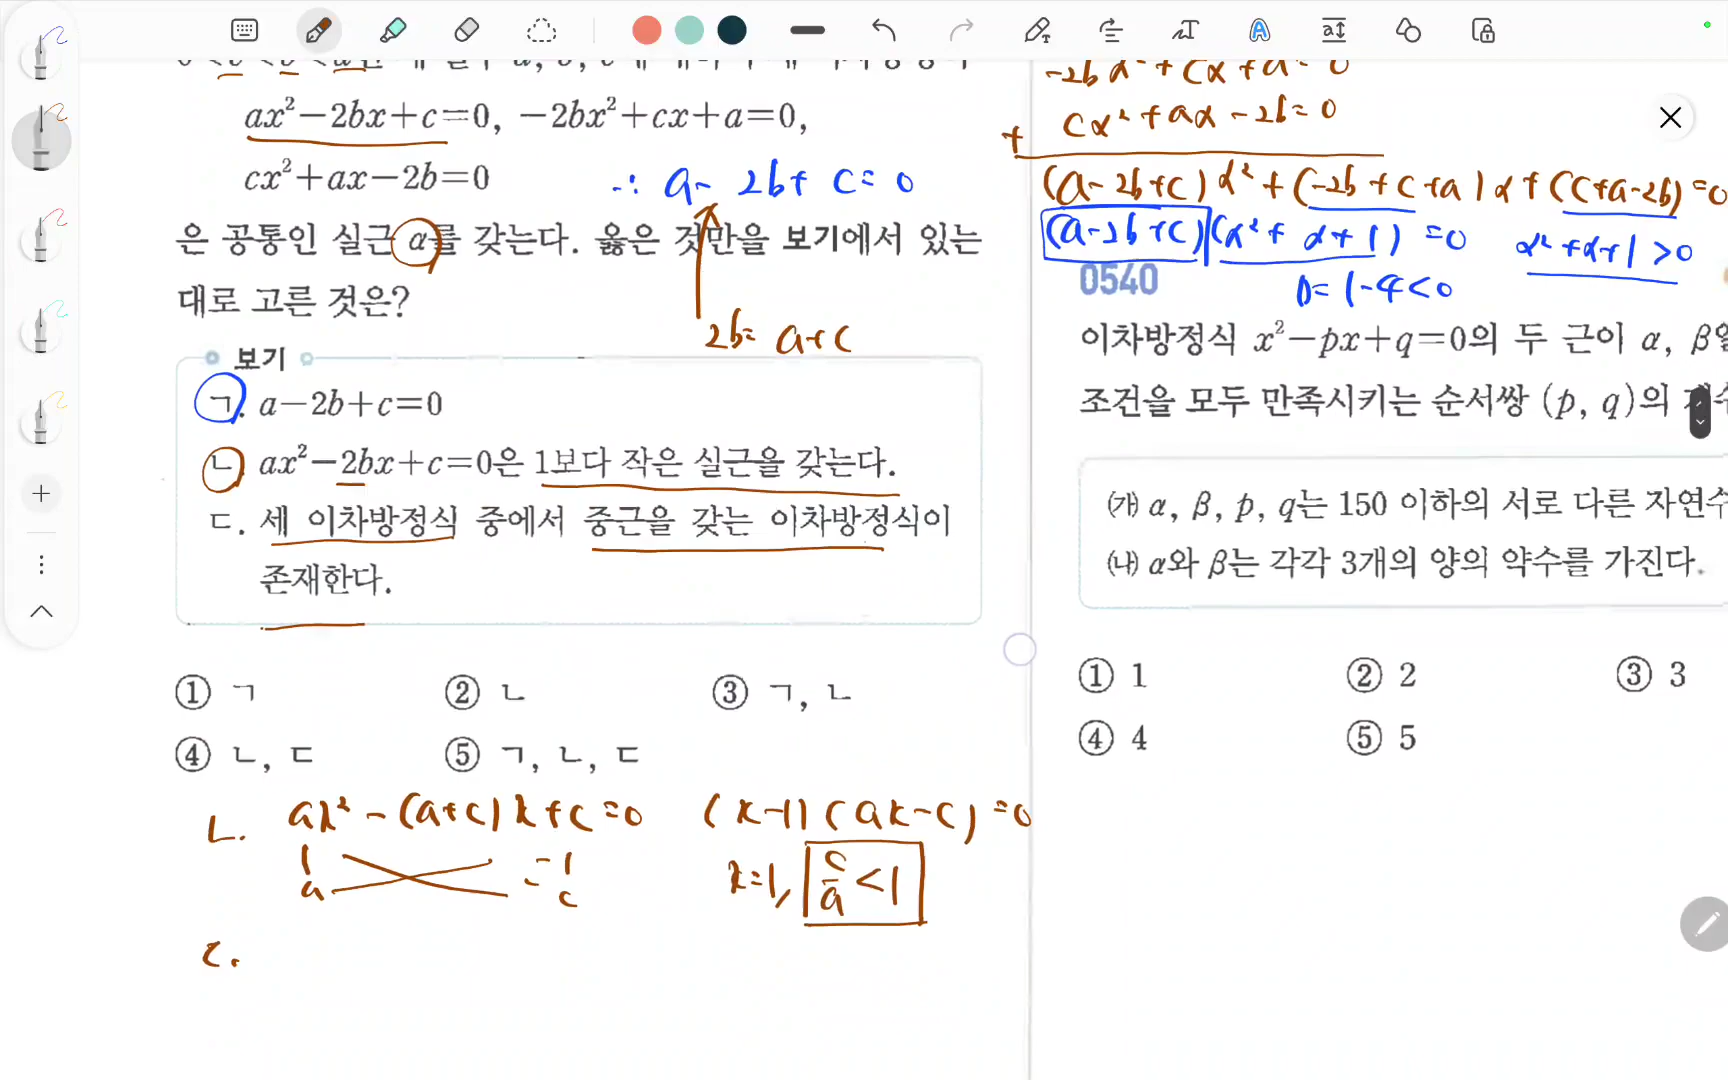 ax²−2bx+c=0, −2bx²+cx+a=0,
cx²+ax−2b=0
∴ a− 2b+ c= 0
은 공통인 실근 α를 갖는다. 옳은 것만을 보기에서 있는
대로 고른 것은?
2b= a+c
보기
ㄱ. a−2b+c=0
ㄴ. ax²−2bx+c=0은 1보다 작은 실근을 갖는다.
ㄷ. 세 이차방정식 중에서 중근을 갖는 이차방정식이
존재한다.
① ㄱ ② ㄴ ③ ㄱ, ㄴ
④ ㄴ, ㄷ ⑤ ㄱ, ㄴ, ㄷ
ㄴ. ax² − (a+c)x+c=0 (x−1)(ax−c)=0
1 −1
a −c
x=1, c/a <1
ㄷ.
−2bα²+cα+a=0
+ cα²+aα−2b=0
(a−2b+c)α²+(−2b+c+a)α+(c+a−2b)=0
(a−2b+c)(α²+α+1)=0 α²+α+1>0
D=1−4<0
0540
이차방정식 x²−px+q=0의 두 근이 α, β일
조건을 모두 만족시키는 순서쌍 (p, q)의
㈎ α, β, p, q는 150 이하의 서로 다른 자연수
㈏ α와 β는 각각 3개의 양의 약수를 가진다.
① 1 ② 2 ③ 3
④ 4 ⑤ 5